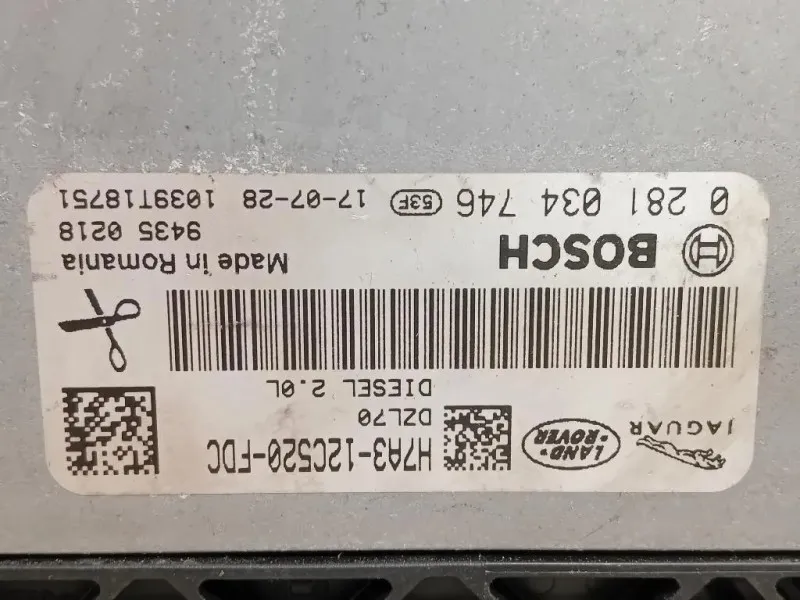 JAGUAR
LAND-
ROVER
H7A3-12C520-FDC
DZL70
DIESEL 2.0L
BOSCH
Made in Romania
9435 0218
0 281 034 746 53F 17-07-28 1039T18751